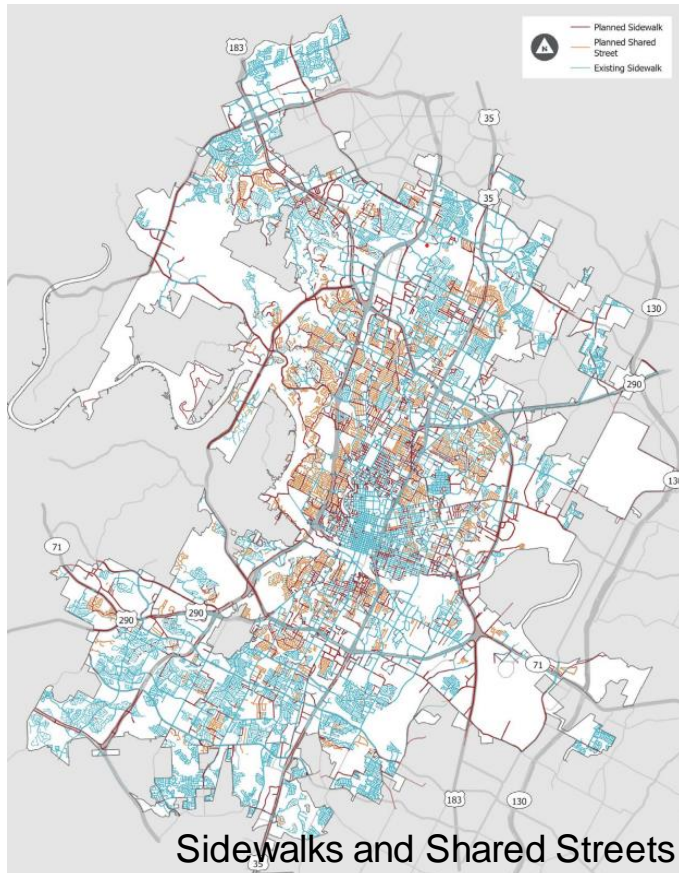 Planned Sidewalk
Planned Shared
Street
Existing Sidewalk
N
183
35
35
130
290
130
71
290
290
71
183
130
35
Sidewalks and Shared Streets